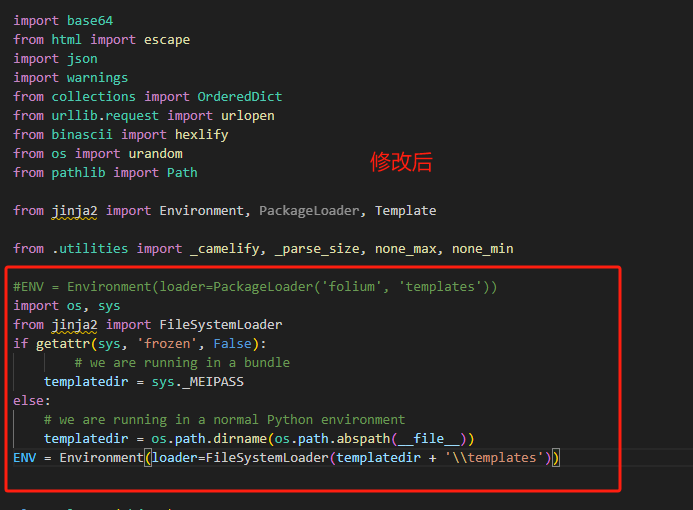 import base64
from html import escape
import json
import warnings
from collections import OrderedDict
from urllib.request import urlopen
from binascii import hexlify
from os import urandom
from pathlib import Path
修改后
from jinja2 import Environment, PackageLoader, Template
from .utilities import _camelify, _parse_size, none_max, none_min
#ENV = Environment(loader=PackageLoader('folium', 'templates'))
import os, sys
from jinja2 import FileSystemLoader
if getattr(sys, 'frozen', False):
        # we are running in a bundle
    templatedir = sys._MEIPASS
else:
    # we are running in a normal Python environment
    templatedir = os.path.dirname(os.path.abspath(__file__))
ENV = Environment(loader=FileSystemLoader(templatedir + '\\templates'))